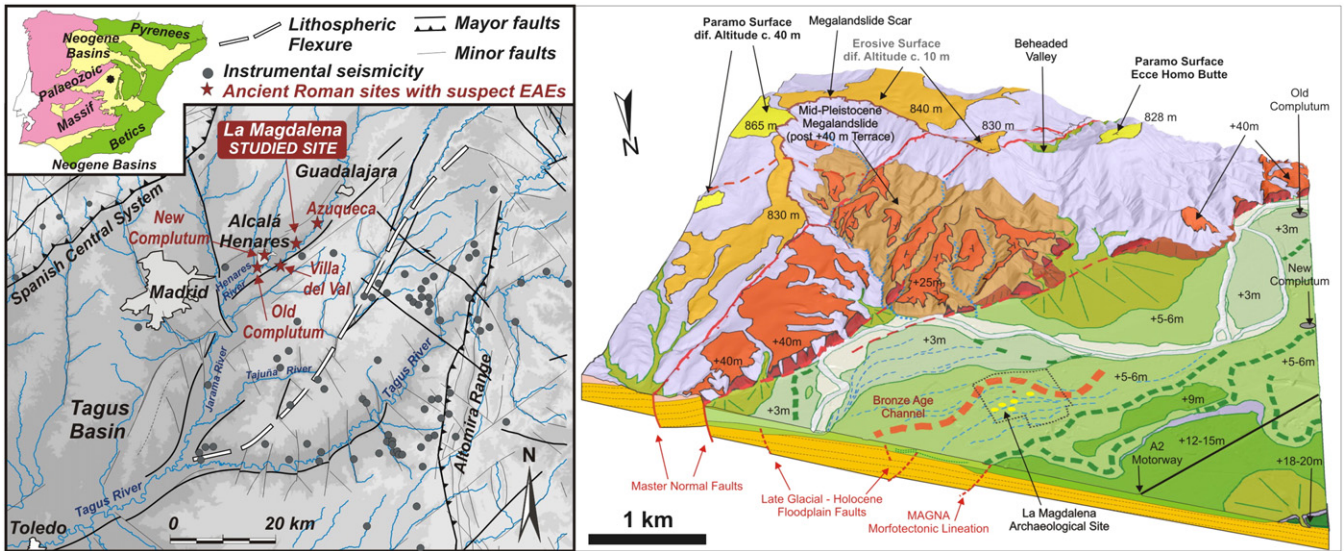 Pyrenees
Neogene
Basins
Palaeozoic
Massif
Betics
Neogene Basins
Lithospheric
Flexure
Mayor faults
Minor faults
Instrumental seismicity
Ancient Roman sites with suspect EAEs
La Magdalena
STUDIED SITE
Guadalajara
Spanish Central System
New
Complutum
Alcalá
Henares
Azuqueca
Henares
River
Madrid
Villa
del Val
Old
Complutum
Jarama River
Tajuña River
Tagus River
Altomira Range
Tagus
Basin
Tagus River
Toledo
0 20 km
N
Paramo Surface
dif. Altitude c. 40 m
Megalandslide Scar
Erosive Surface
dif. Altitude c. 10 m
Beheaded
Valley
Paramo Surface
Ecce Homo Butte
Old
Complutum
N
865 m
840 m
Mid-Pleistocene
Megalandslide
(post +40 m Terrace)
830 m
828 m
+40m
830 m
+3m
New
Complutum
+25m
+3m
+5-6m
+40m
+40m
+3m
+5-6m
+5-6m
+3m
Bronze Age
Channel
+9m
+12-15m
A2
Motorway
+18-20m
Master Normal Faults
Late Glacial - Holocene
Floodplain Faults
MAGNA
Morfotectonic Lineation
La Magdalena
Archaeological Site
1 km